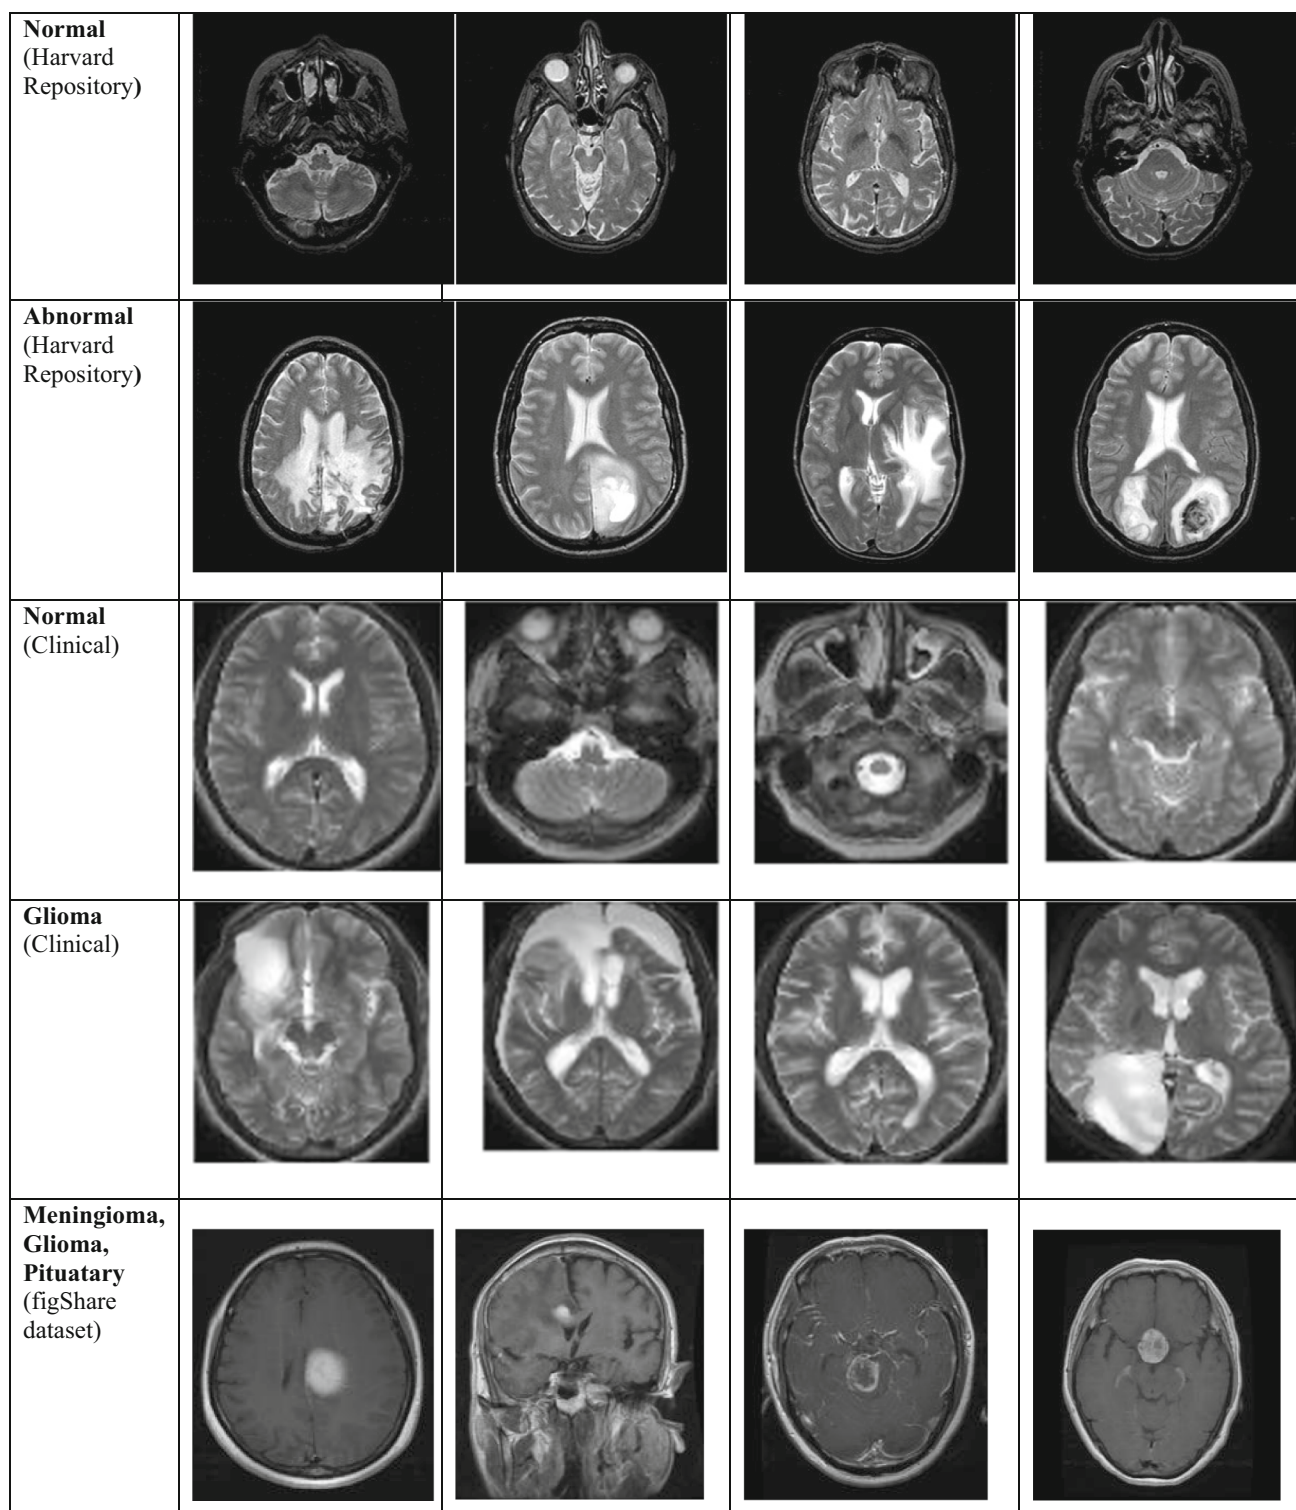 Normal
(Harvard
Repository)
Abnormal
(Harvard
Repository)
Normal
(Clinical)
Glioma
(Clinical)
Meningioma,
Glioma,
Pituatary
(figShare
dataset)